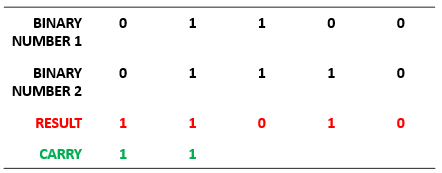 BINARY NUMBER 1 0 1 1 0 0
BINARY NUMBER 2 0 1 1 1 0
RESULT 1 1 0 1 0
CARRY 1 1